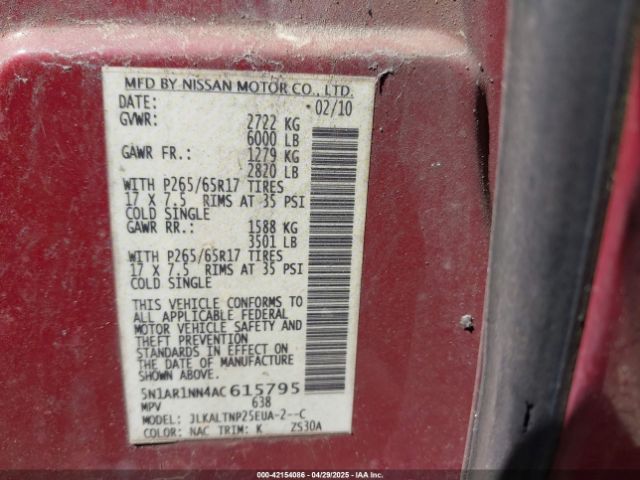 MFD BY NISSAN MOTOR CO., LTD.
DATE: 02/10
GVWR: 2722 KG
6000 LB
GAWR FR.: 1279 KG
2820 LB
WITH P265/65R17 TIRES
17 X 7.5 RIMS AT 35 PSI
COLD SINGLE
GAWR RR.: 1588 KG
3501 LB
WITH P265/65R17 TIRES
17 X 7.5 RIMS AT 35 PSI
COLD SINGLE
THIS VEHICLE CONFORMS TO
ALL APPLICABLE FEDERAL
MOTOR VEHICLE SAFETY AND
THEFT PREVENTION
STANDARDS IN EFFECT ON
THE DATE OF MANUFACTURE
SHOWN ABOVE.
5N1AR1NN4AC615795
MPV 638
MODEL: JLKALTNP25EUA-2--C
COLOR: NAC TRIM: K ZS30A
© IAA - 42154086 | 04/29/2025 - IAAI.com